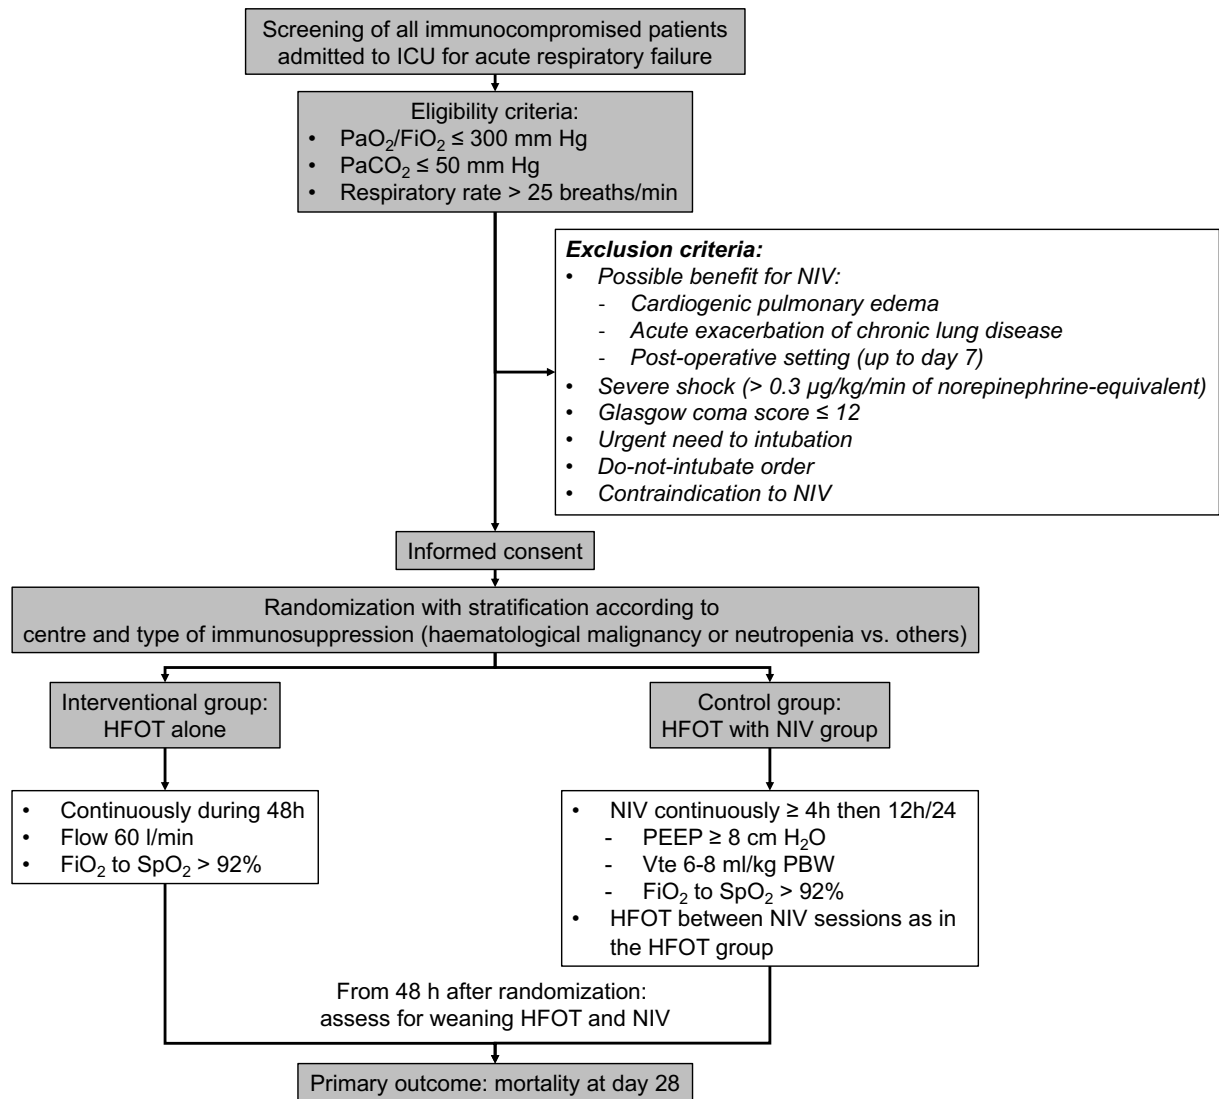 Screening of all immunocompromised patients
admitted to ICU for acute respiratory failure
Eligibility criteria:
• PaO₂/FiO₂ ≤ 300 mm Hg
• PaCO₂ ≤ 50 mm Hg
• Respiratory rate > 25 breaths/min
Exclusion criteria:
• Possible benefit for NIV:
- Cardiogenic pulmonary edema
- Acute exacerbation of chronic lung disease
- Post-operative setting (up to day 7)
• Severe shock (> 0.3 µg/kg/min of norepinephrine-equivalent)
• Glasgow coma score ≤ 12
• Urgent need to intubation
• Do-not-intubate order
• Contraindication to NIV
Informed consent
Randomization with stratification according to
centre and type of immunosuppression (haematological malignancy or neutropenia vs. others)
Interventional group:
HFOT alone
• Continuously during 48h
• Flow 60 l/min
• FiO₂ to SpO₂ > 92%
Control group:
HFOT with NIV group
• NIV continuously ≥ 4h then 12h/24
- PEEP ≥ 8 cm H₂O
- Vte 6-8 ml/kg PBW
- FiO₂ to SpO₂ > 92%
• HFOT between NIV sessions as in
the HFOT group
From 48 h after randomization:
assess for weaning HFOT and NIV
Primary outcome: mortality at day 28